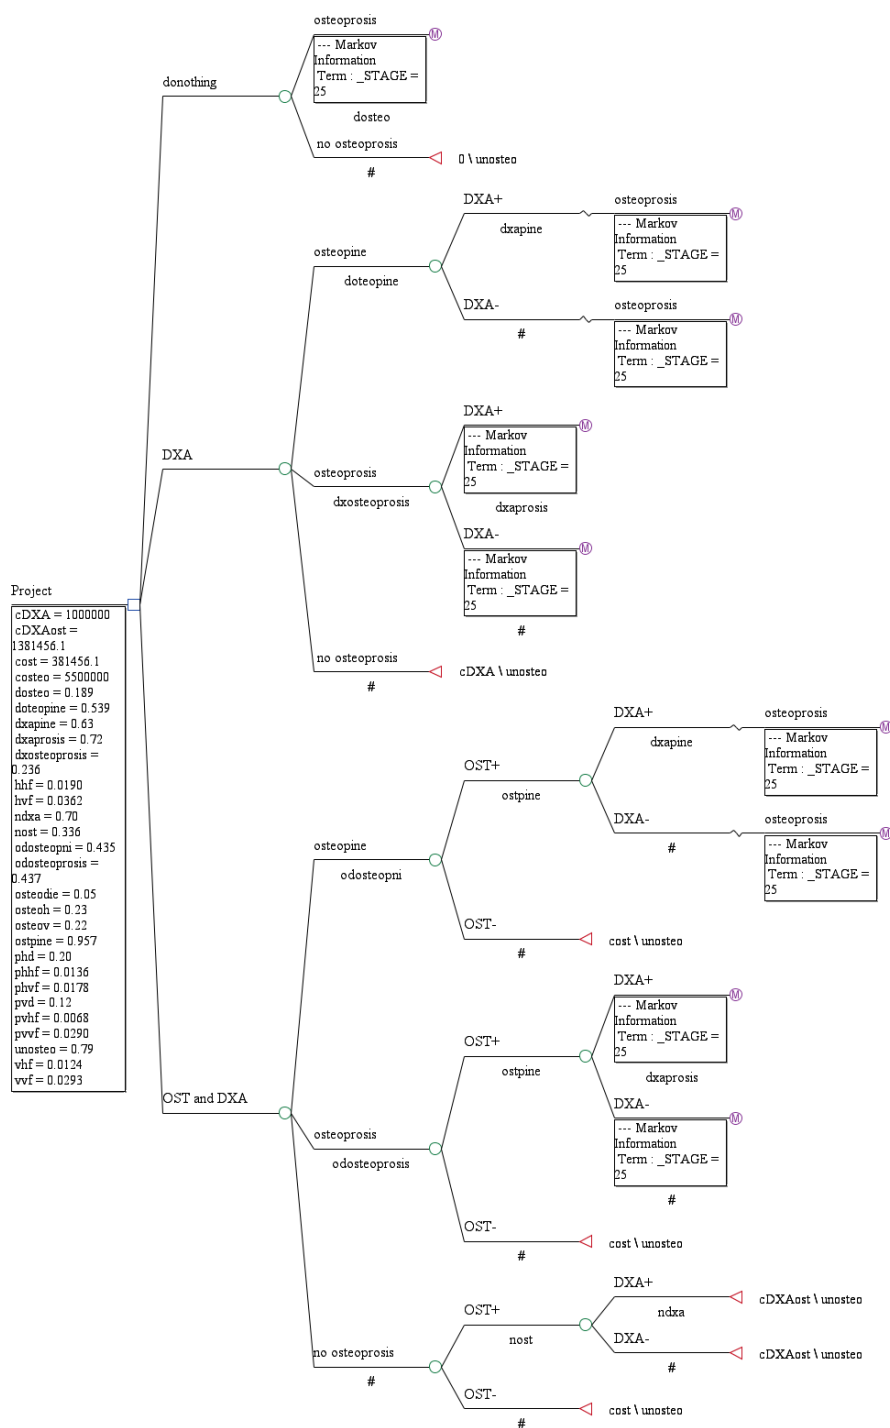 osteoprosis
M
--- Markov
Information
Term : _STAGE =
25
dosteo
donothing
no osteoprosis
#
0 \ unosteo
DXA+
dxapine
osteoprosis
M
--- Markov
Information
Term : _STAGE =
25
osteopine
doteopine
DXA-
#
osteoprosis
M
--- Markov
Information
Term : _STAGE =
25
DXA+
M
--- Markov
Information
Term : _STAGE =
25
dxaprosis
DXA
osteoprosis
dxosteoprosis
DXA-
M
--- Markov
Information
Term : _STAGE =
25
#
no osteoprosis
#
cDXA \ unosteo
Project
cDXA = 1000000
cDXAost =
1381456.1
cost = 381456.1
costeo = 5500000
dosteo = 0.189
doteopine = 0.539
dxapine = 0.63
dxaprosis = 0.72
dxosteoprosis =
0.236
hhf = 0.0190
hvf = 0.0362
ndxa = 0.70
nost = 0.336
odosteopni = 0.435
odosteoprosis =
0.437
osteodie = 0.05
osteoh = 0.23
osteov = 0.22
ostpine = 0.957
phd = 0.20
phhf = 0.0136
phvf = 0.0178
pvd = 0.12
pvhf = 0.0068
pvvf = 0.0290
unosteo = 0.79
vhf = 0.0124
vvf = 0.0293
DXA+
dxapine
osteoprosis
M
--- Markov
Information
Term : _STAGE =
25
OST+
ostpine
DXA-
#
osteoprosis
M
--- Markov
Information
Term : _STAGE =
25
osteopine
odosteopni
OST-
#
cost \ unosteo
DXA+
M
--- Markov
Information
Term : _STAGE =
25
dxaprosis
OST+
ostpine
DXA-
M
--- Markov
Information
Term : _STAGE =
25
#
OST and DXA
osteoprosis
odosteoprosis
OST-
#
cost \ unosteo
DXA+
ndxa
cDXAost \ unosteo
OST+
nost
DXA-
#
cDXAost \ unosteo
no osteoprosis
#
OST-
#
cost \ unosteo